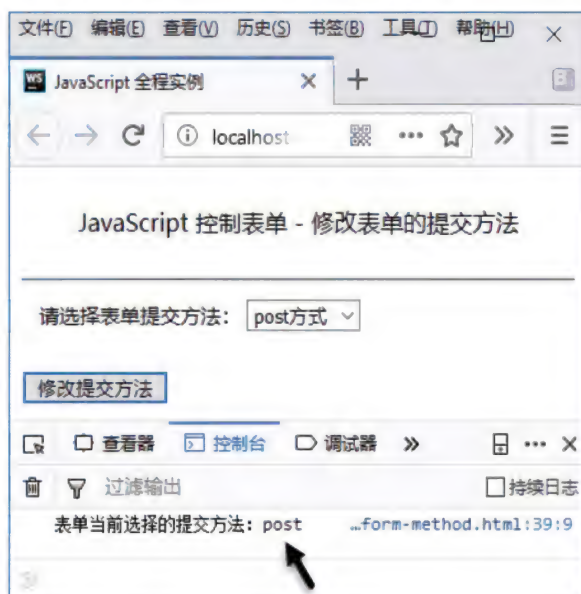 文件(F) 编辑(E) 查看(V) 历史(S) 书签(B) 工具(T) 帮助(H)
WS JavaScript 全程实例
localhost
JavaScript 控制表单 - 修改表单的提交方法
请选择表单提交方法： post方式
修改提交方法
查看器 控制台 调试器
过滤输出 持续日志
表单当前选择的提交方法: post …form-method.html:39:9